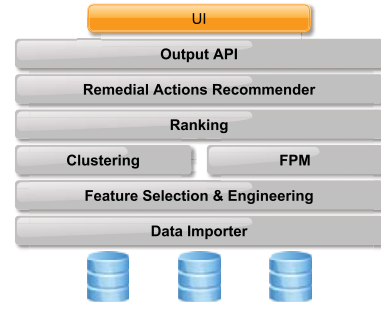 UI
Output API
Remedial Actions Recommender
Ranking
Clustering
FPM
Feature Selection & Engineering
Data Importer